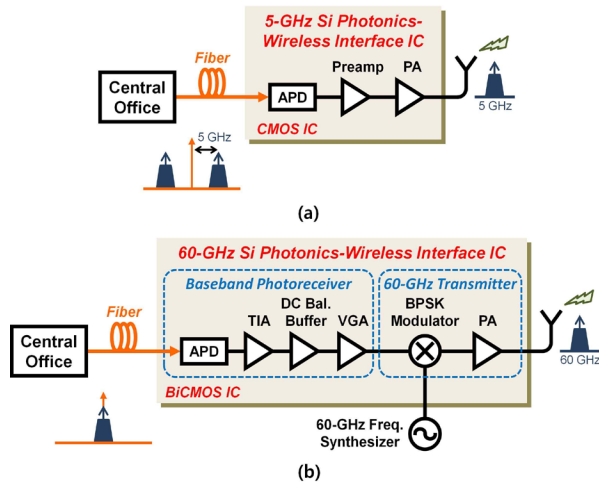 5-GHz Si Photonics-
Wireless Interface IC
Fiber
Preamp
PA
Central
Office
APD
5 GHz
CMOS IC
5 GHz
(a)
60-GHz Si Photonics-Wireless Interface IC
Baseband Photoreceiver
60-GHz Transmitter
Fiber
DC Bal.
BPSK
TIA
Buffer
VGA
Modulator
PA
Central
Office
APD
60 GHz
BiCMOS IC
60-GHz Freq.
Synthesizer
(b)